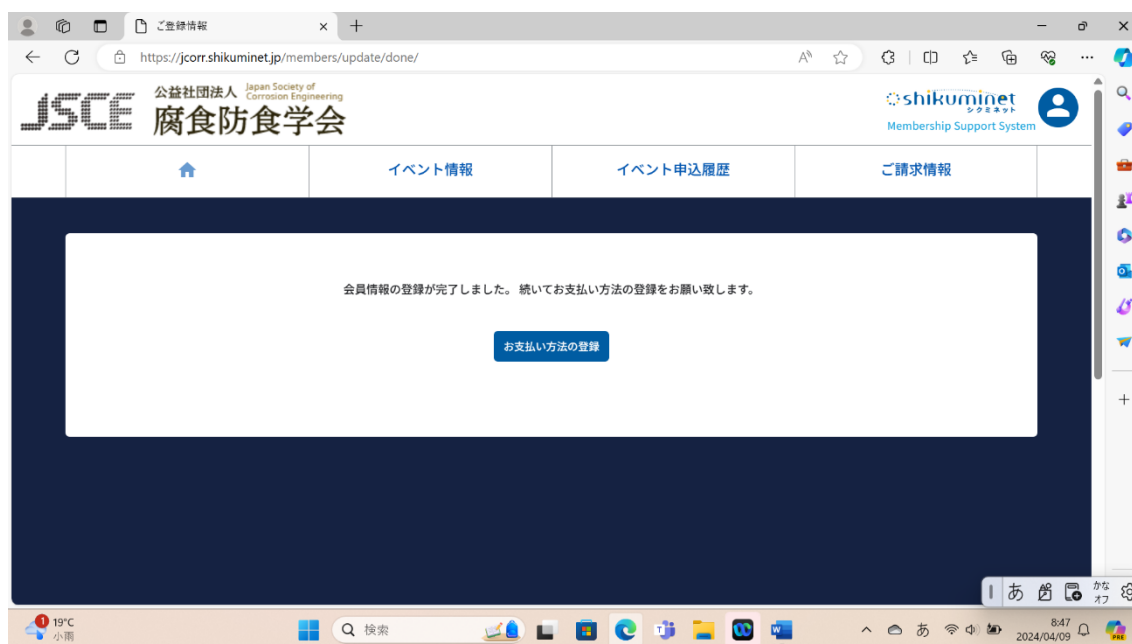 ご登録情報
https://jcorr.shikuminet.jp/members/update/done/
JSCE
公益社団法人 Japan Society of Corrosion Engineering
腐食防食学会
shikuminet
シクミネット
Membership Support System
イベント情報
イベント申込履歴
ご請求情報
会員情報の登録が完了しました。 続いてお支払い方法の登録をお願い致します。
お支払い方法の登録
あ
かな
オフ
1
19°C
小雨
検索
あ
8:47
2024/04/09
PRE